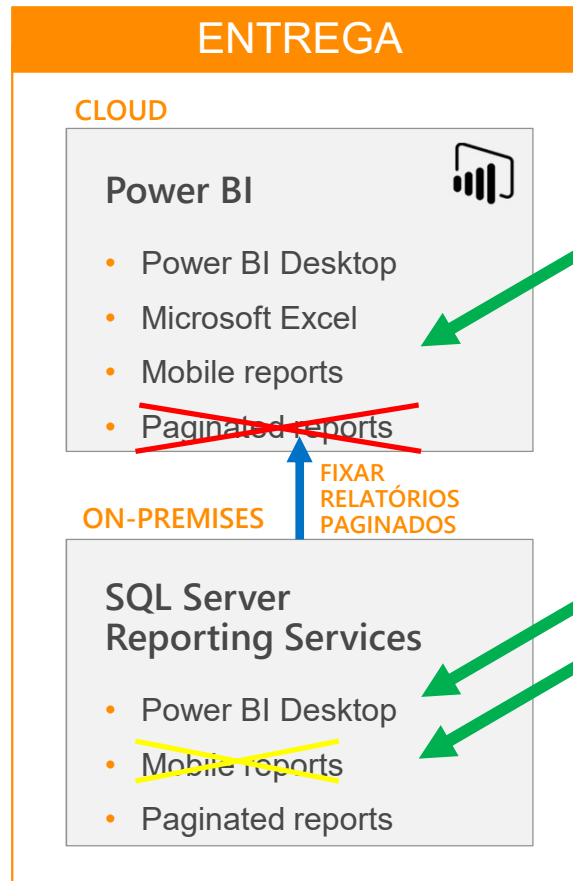 ENTREGA
CLOUD
Power BI
• Power BI Desktop
• Microsoft Excel
• Mobile reports
• Paginated reports
FIXAR
RELATÓRIOS
PAGINADOS
ON-PREMISES
SQL Server
Reporting Services
• Power BI Desktop
• Mobile reports
• Paginated reports